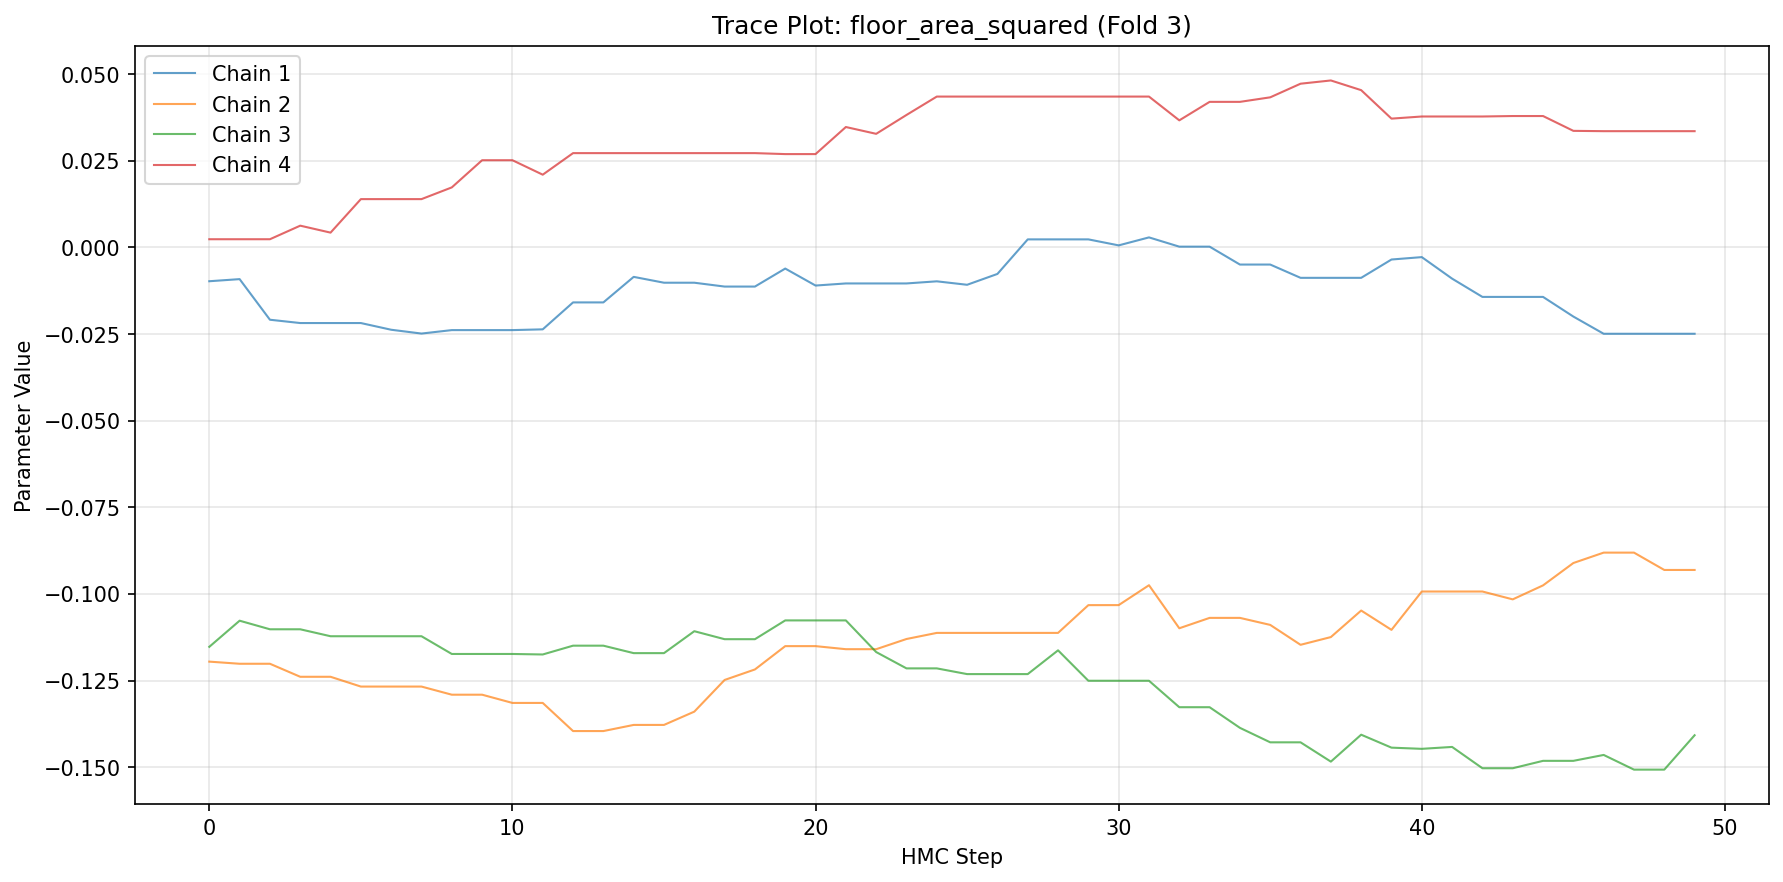 Trace Plot: floor_area_squared (Fold 3)
Chain 1
Chain 2
Chain 3
Chain 4
0.050
0.025
0.000
−0.025
−0.050
−0.075
−0.100
−0.125
−0.150
Parameter Value
0 10 20 30 40 50
HMC Step